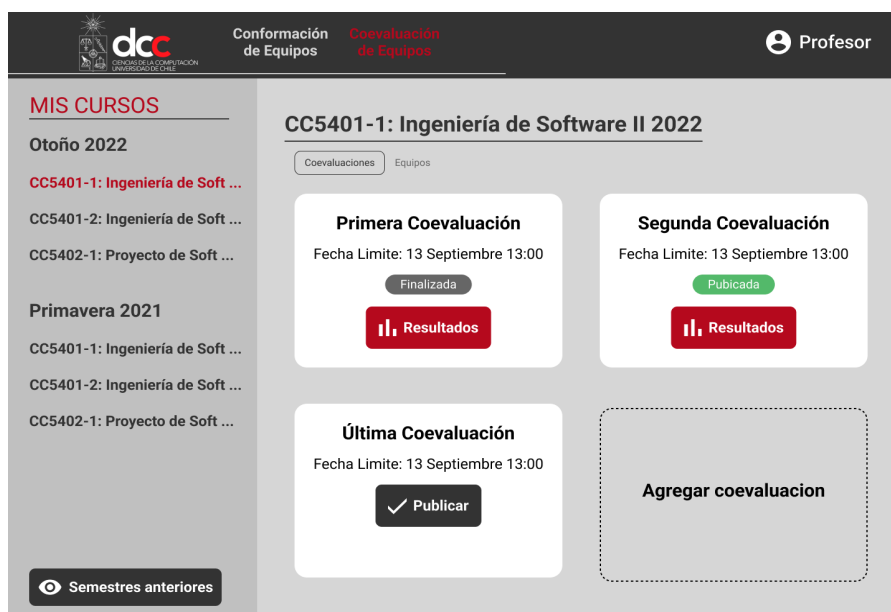 dcc
CIENCIAS DE LA COMPUTACIÓN
UNIVERSIDAD DE CHILE
Conformación
de Equipos
Coevaluación
de Equipos
Profesor
MIS CURSOS
Otoño 2022
CC5401-1: Ingeniería de Soft ...
CC5401-2: Ingeniería de Soft ...
CC5402-1: Proyecto de Soft ...
Primavera 2021
CC5401-1: Ingeniería de Soft ...
CC5401-2: Ingeniería de Soft ...
CC5402-1: Proyecto de Soft ...
Semestres anteriores
CC5401-1: Ingeniería de Software II 2022
Coevaluaciones Equipos
Primera Coevaluación
Fecha Limite: 13 Septiembre 13:00
Finalizada
Resultados
Segunda Coevaluación
Fecha Limite: 13 Septiembre 13:00
Pubicada
Resultados
Última Coevaluación
Fecha Limite: 13 Septiembre 13:00
Publicar
Agregar coevaluacion